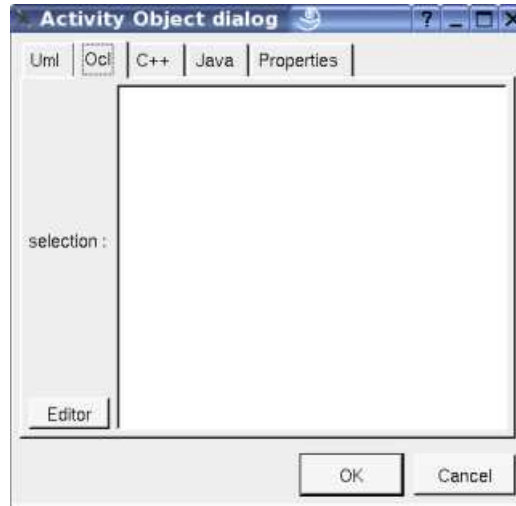 Activity Object dialog ? _
Uml Ocl C++ Java Properties
selection :
Editor
OK Cancel